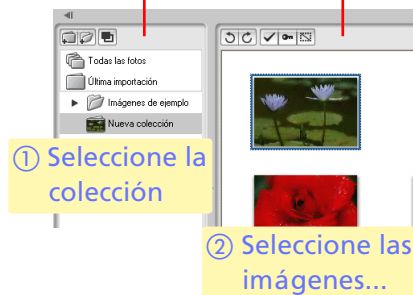 Todas las fotos
Última importación
Imágenes de ejemplo
Nueva colección
① Seleccione la
colección
② Seleccione las
imágenes...